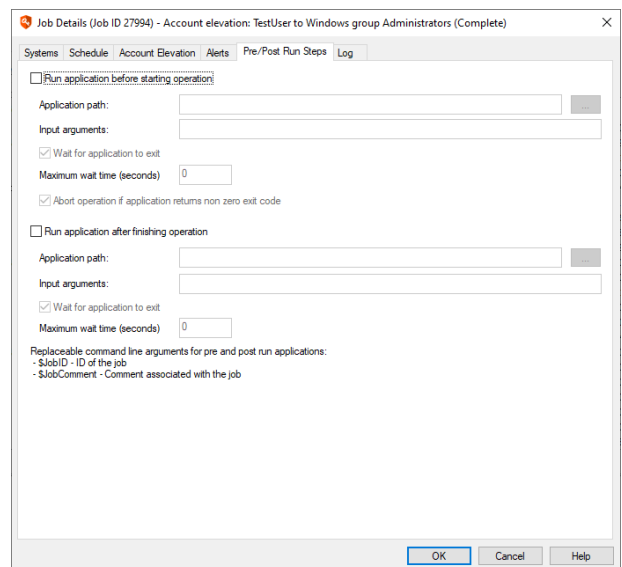 Job Details (Job ID 27994) - Account elevation: TestUser to Windows group Administrators (Complete)
Systems Schedule Account Elevation Alerts Pre/Post Run Steps Log
Run application before starting operation
Application path:
...
Input arguments:
Wait for application to exit
Maximum wait time (seconds) 0
Abort operation if application returns non zero exit code
Run application after finishing operation
Application path:
...
Input arguments:
Wait for application to exit
Maximum wait time (seconds) 0
Replaceable command line arguments for pre and post run applications:
- $JobID - ID of the job
- $JobComment - Comment associated with the job
OK Cancel Help